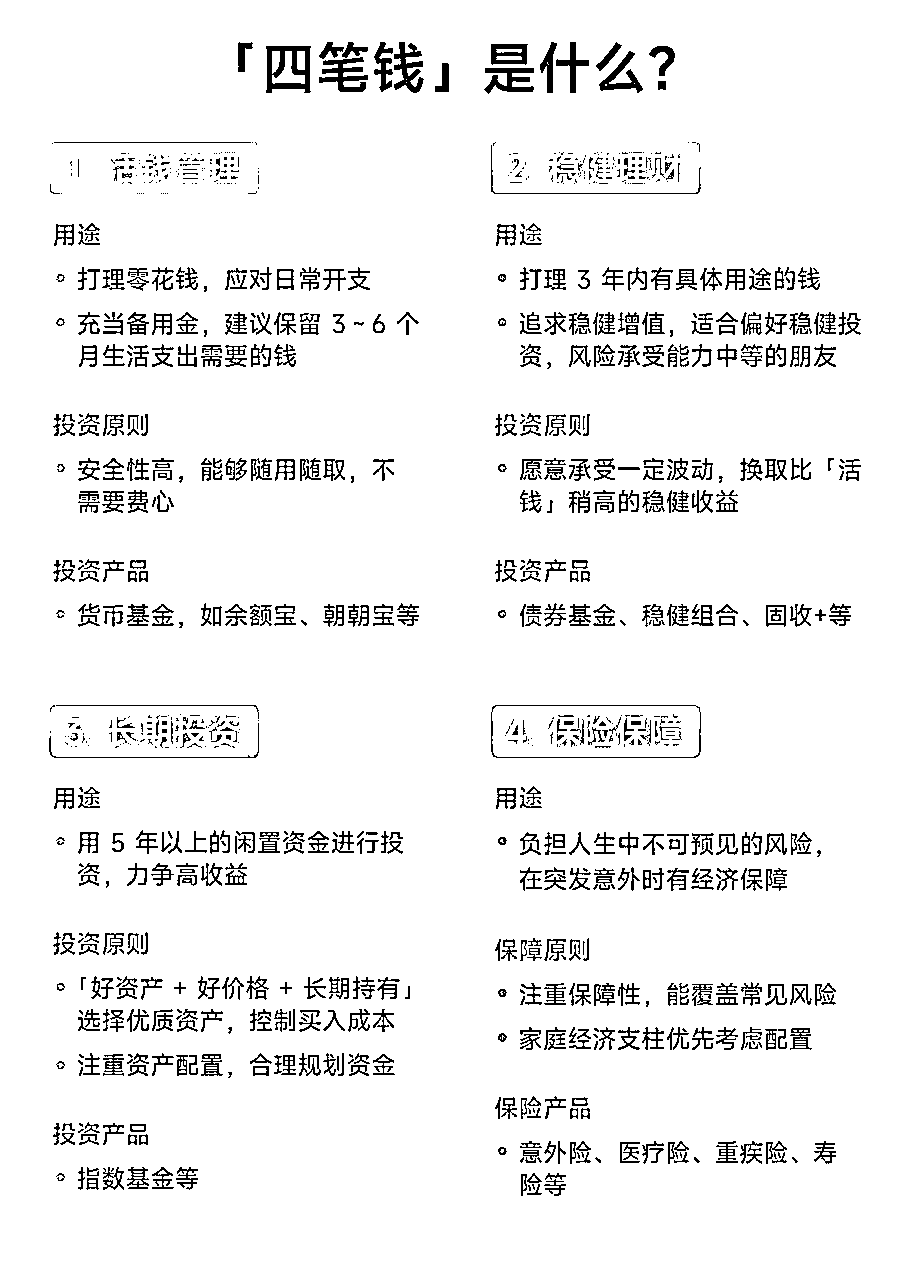 「四笔钱」是什么？
1. 活钱管理
用途
◦ 打理零花钱，应对日常开支
◦ 充当备用金，建议保留 3~6 个
月生活支出需要的钱
投资原则
◦ 安全性高，能够随用随取，不
需要费心
投资产品
◦ 货币基金，如余额宝、朝朝宝等
2. 稳健理财
用途
◦ 打理 3 年内有具体用途的钱
◦ 追求稳健增值，适合偏好稳健投
资，风险承受能力中等的朋友
投资原则
◦ 愿意承受一定波动，换取比「活
钱」稍高的稳健收益
投资产品
◦ 债券基金、稳健组合、固收+等
3. 长期投资
用途
◦ 用 5 年以上的闲置资金进行投
资，力争高收益
投资原则
◦ 「好资产 + 好价格 + 长期持有」
选择优质资产，控制买入成本
◦ 注重资产配置，合理规划资金
投资产品
◦ 指数基金等
4. 保险保障
用途
◦ 负担人生中不可预见的风险，
在突发意外时有经济保障
保障原则
◦ 注重保障性，能覆盖常见风险
◦ 家庭经济支柱优先考虑配置
保险产品
◦ 意外险、医疗险、重疾险、寿
险等